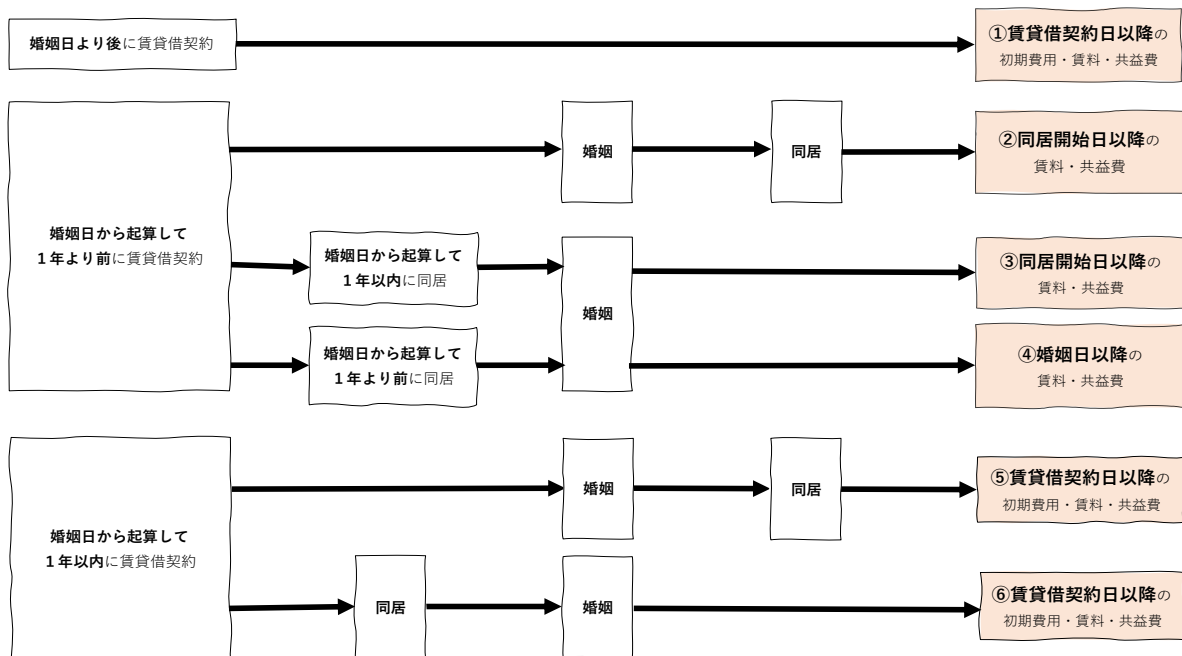 婚姻日より後に賃貸借契約
①賃貸借契約日以降の
初期費用・賃料・共益費
婚姻日から起算して
1年より前に賃貸借契約
婚姻
同居
②同居開始日以降の
賃料・共益費
婚姻日から起算して
1年以内に同居
婚姻
③同居開始日以降の
賃料・共益費
婚姻日から起算して
1年より前に同居
④婚姻日以降の
賃料・共益費
婚姻日から起算して
1年以内に賃貸借契約
婚姻
同居
⑤賃貸借契約日以降の
初期費用・賃料・共益費
同居
婚姻
⑥賃貸借契約日以降の
初期費用・賃料・共益費